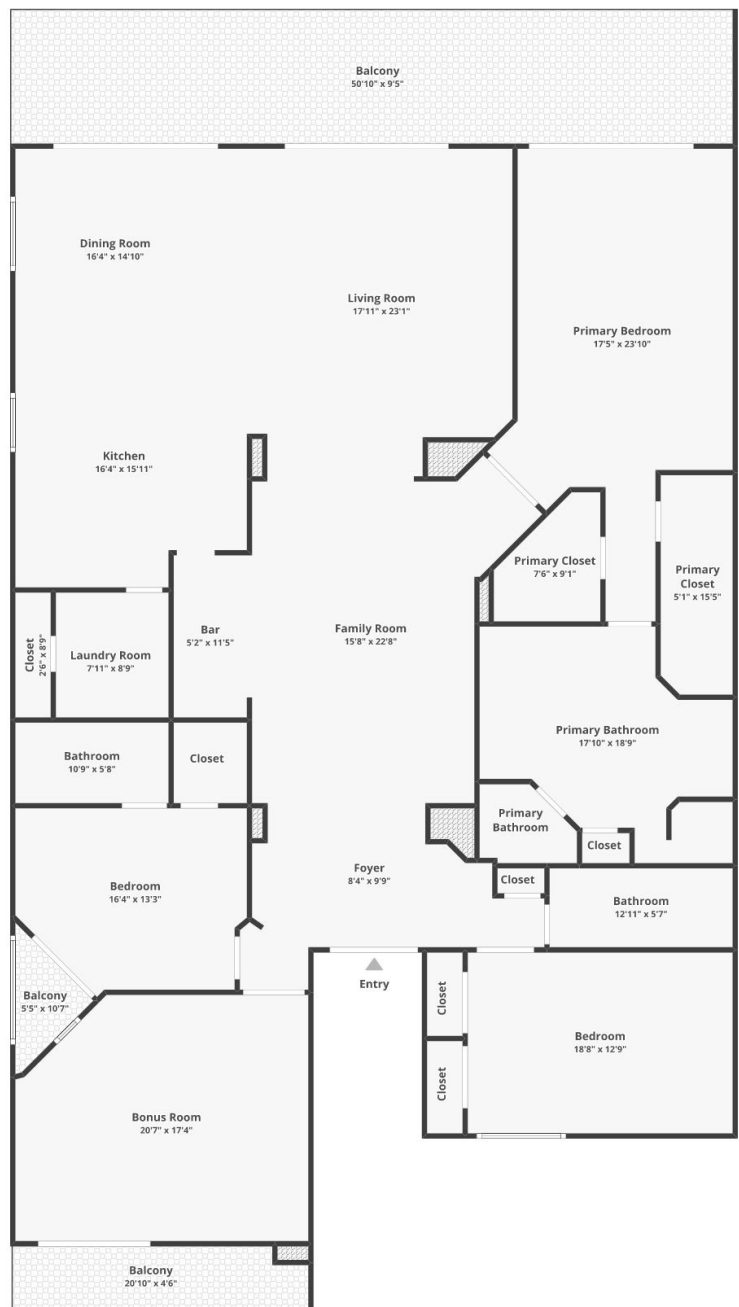 Balcony
50'10" x 9'5"
Dining Room
16'4" x 14'10"
Living Room
17'11" x 23'1"
Primary Bedroom
17'5" x 23'10"
Kitchen
16'4" x 15'11"
Primary Closet
7'6" x 9'1"
Primary
Closet
5'1" x 15'5"
Closet
2'6" x 8'9"
Laundry Room
7'11" x 8'9"
Bar
5'2" x 11'5"
Family Room
15'8" x 22'8"
Primary Bathroom
17'10" x 18'9"
Bathroom
10'9" x 5'8"
Closet
Primary
Bathroom
Closet
Foyer
8'4" x 9'9"
Closet
Bedroom
16'4" x 13'3"
Bathroom
12'11" x 5'7"
Entry
Closet
Balcony
5'5" x 10'7"
Bedroom
18'8" x 12'9"
Closet
Bonus Room
20'7" x 17'4"
Balcony
20'10" x 4'6"